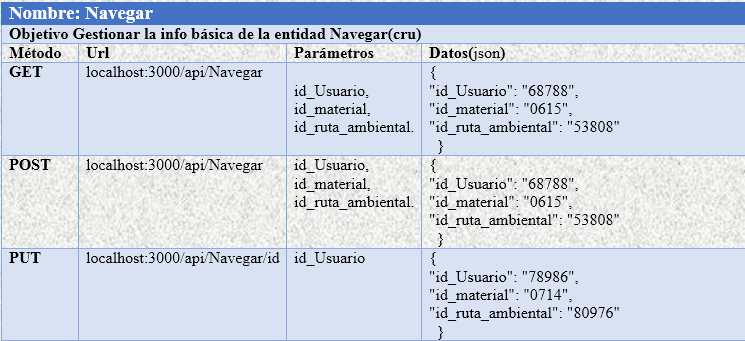 Nombre: Navegar
Objetivo Gestionar la info básica de la entidad Navegar(cru)
Método Url Parámetros Datos(json)
GET localhost:3000/api/Navegar {
id_Usuario, "id_Usuario": "68788",
id_material, "id_material": "0615",
id_ruta_ambiental. "id_ruta_ambiental": "53808"
}
POST localhost:3000/api/Navegar id_Usuario, {
id_material, "id_Usuario": "68788",
id_ruta_ambiental. "id_material": "0615",
"id_ruta_ambiental": "53808"
}
PUT localhost:3000/api/Navegar/id id_Usuario {
"id_Usuario": "78986",
"id_material": "0714",
"id_ruta_ambiental": "80976"
}